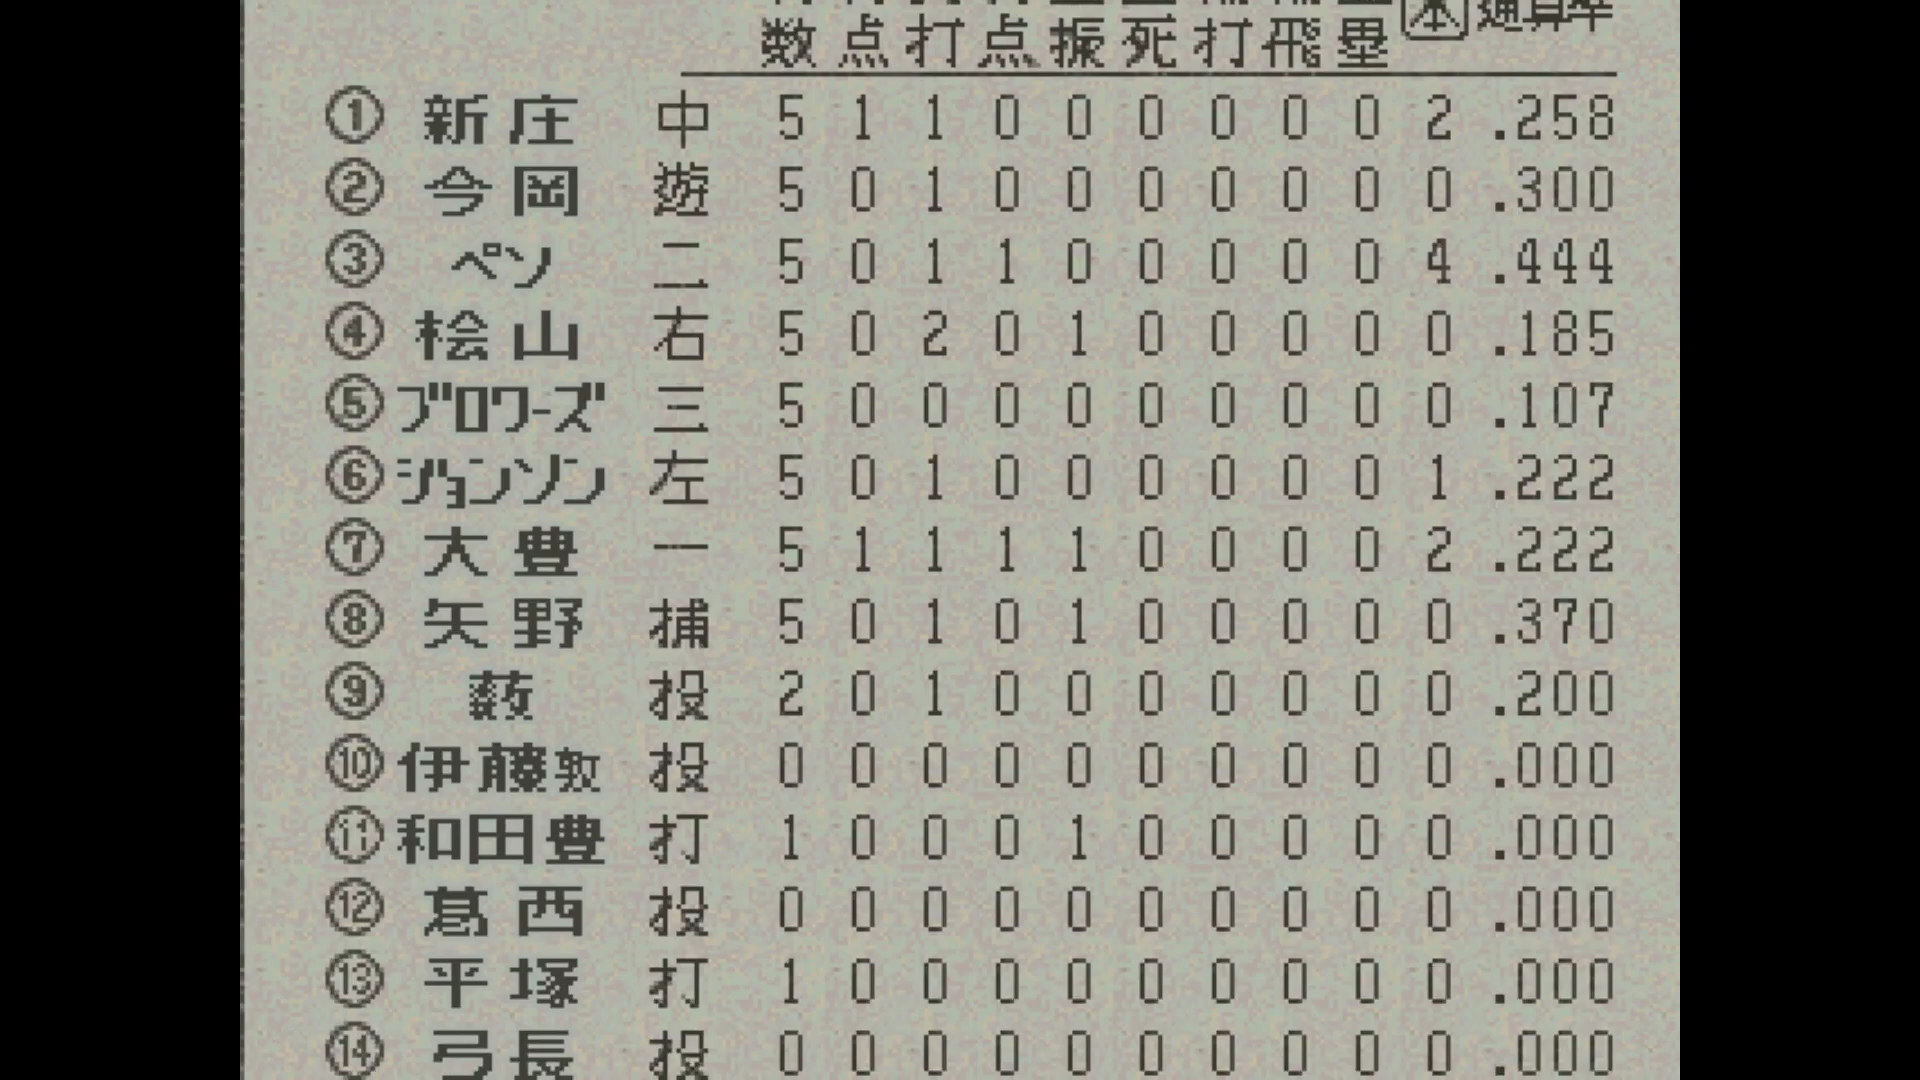 数 点 打 点 振 死 打 飛 塁 本 通算率
① 新庄 中 5 1 1 0 0 0 0 0 0 2 .258
② 今岡 遊 5 0 1 0 0 0 0 0 0 0 .300
③ ペソ 二 5 0 1 1 0 0 0 0 0 4 .444
④ 桧山 右 5 0 2 0 1 0 0 0 0 0 .185
⑤ ブロワーズ 三 5 0 0 0 0 0 0 0 0 0 .107
⑥ ジョンソン 左 5 0 1 0 0 0 0 0 0 1 .222
⑦ 大豊 一 5 1 1 1 1 0 0 0 0 2 .222
⑧ 矢野 捕 5 0 1 0 1 0 0 0 0 0 .370
⑨ 薮 投 2 0 1 0 0 0 0 0 0 0 .200
⑩ 伊藤敦 投 0 0 0 0 0 0 0 0 0 0 .000
⑪ 和田豊 打 1 0 0 0 1 0 0 0 0 0 .000
⑫ 葛西 投 0 0 0 0 0 0 0 0 0 0 .000
⑬ 平塚 打 1 0 0 0 0 0 0 0 0 0 .000
⑭ 弓長 投 0 0 0 0 0 0 0 0 0 0 .000